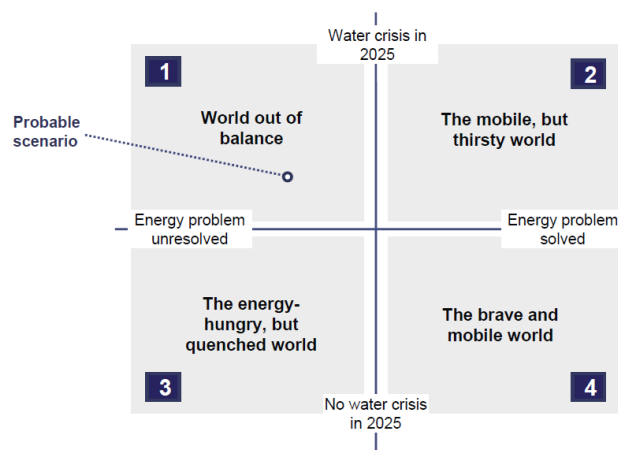 Water crisis in
2025
1
2
World out of
balance
The mobile, but
thirsty world
Probable
scenario
Energy problem
unresolved
Energy problem
solved
The energy-
hungry, but
quenched world
The brave and
mobile world
3
4
No water crisis
in 2025